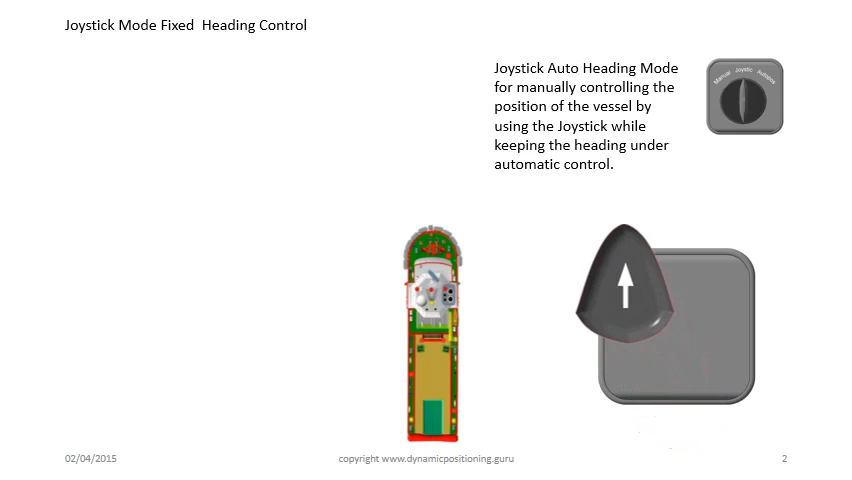 Joystick Mode Fixed  Heading Control
Joystick Auto Heading Mode
for manually controlling the
position of the vessel by
using the Joystick while
keeping the heading under
automatic control.
Manual Joystic Autopos
02/04/2015
copyright www.dynamicpositioning.guru
2